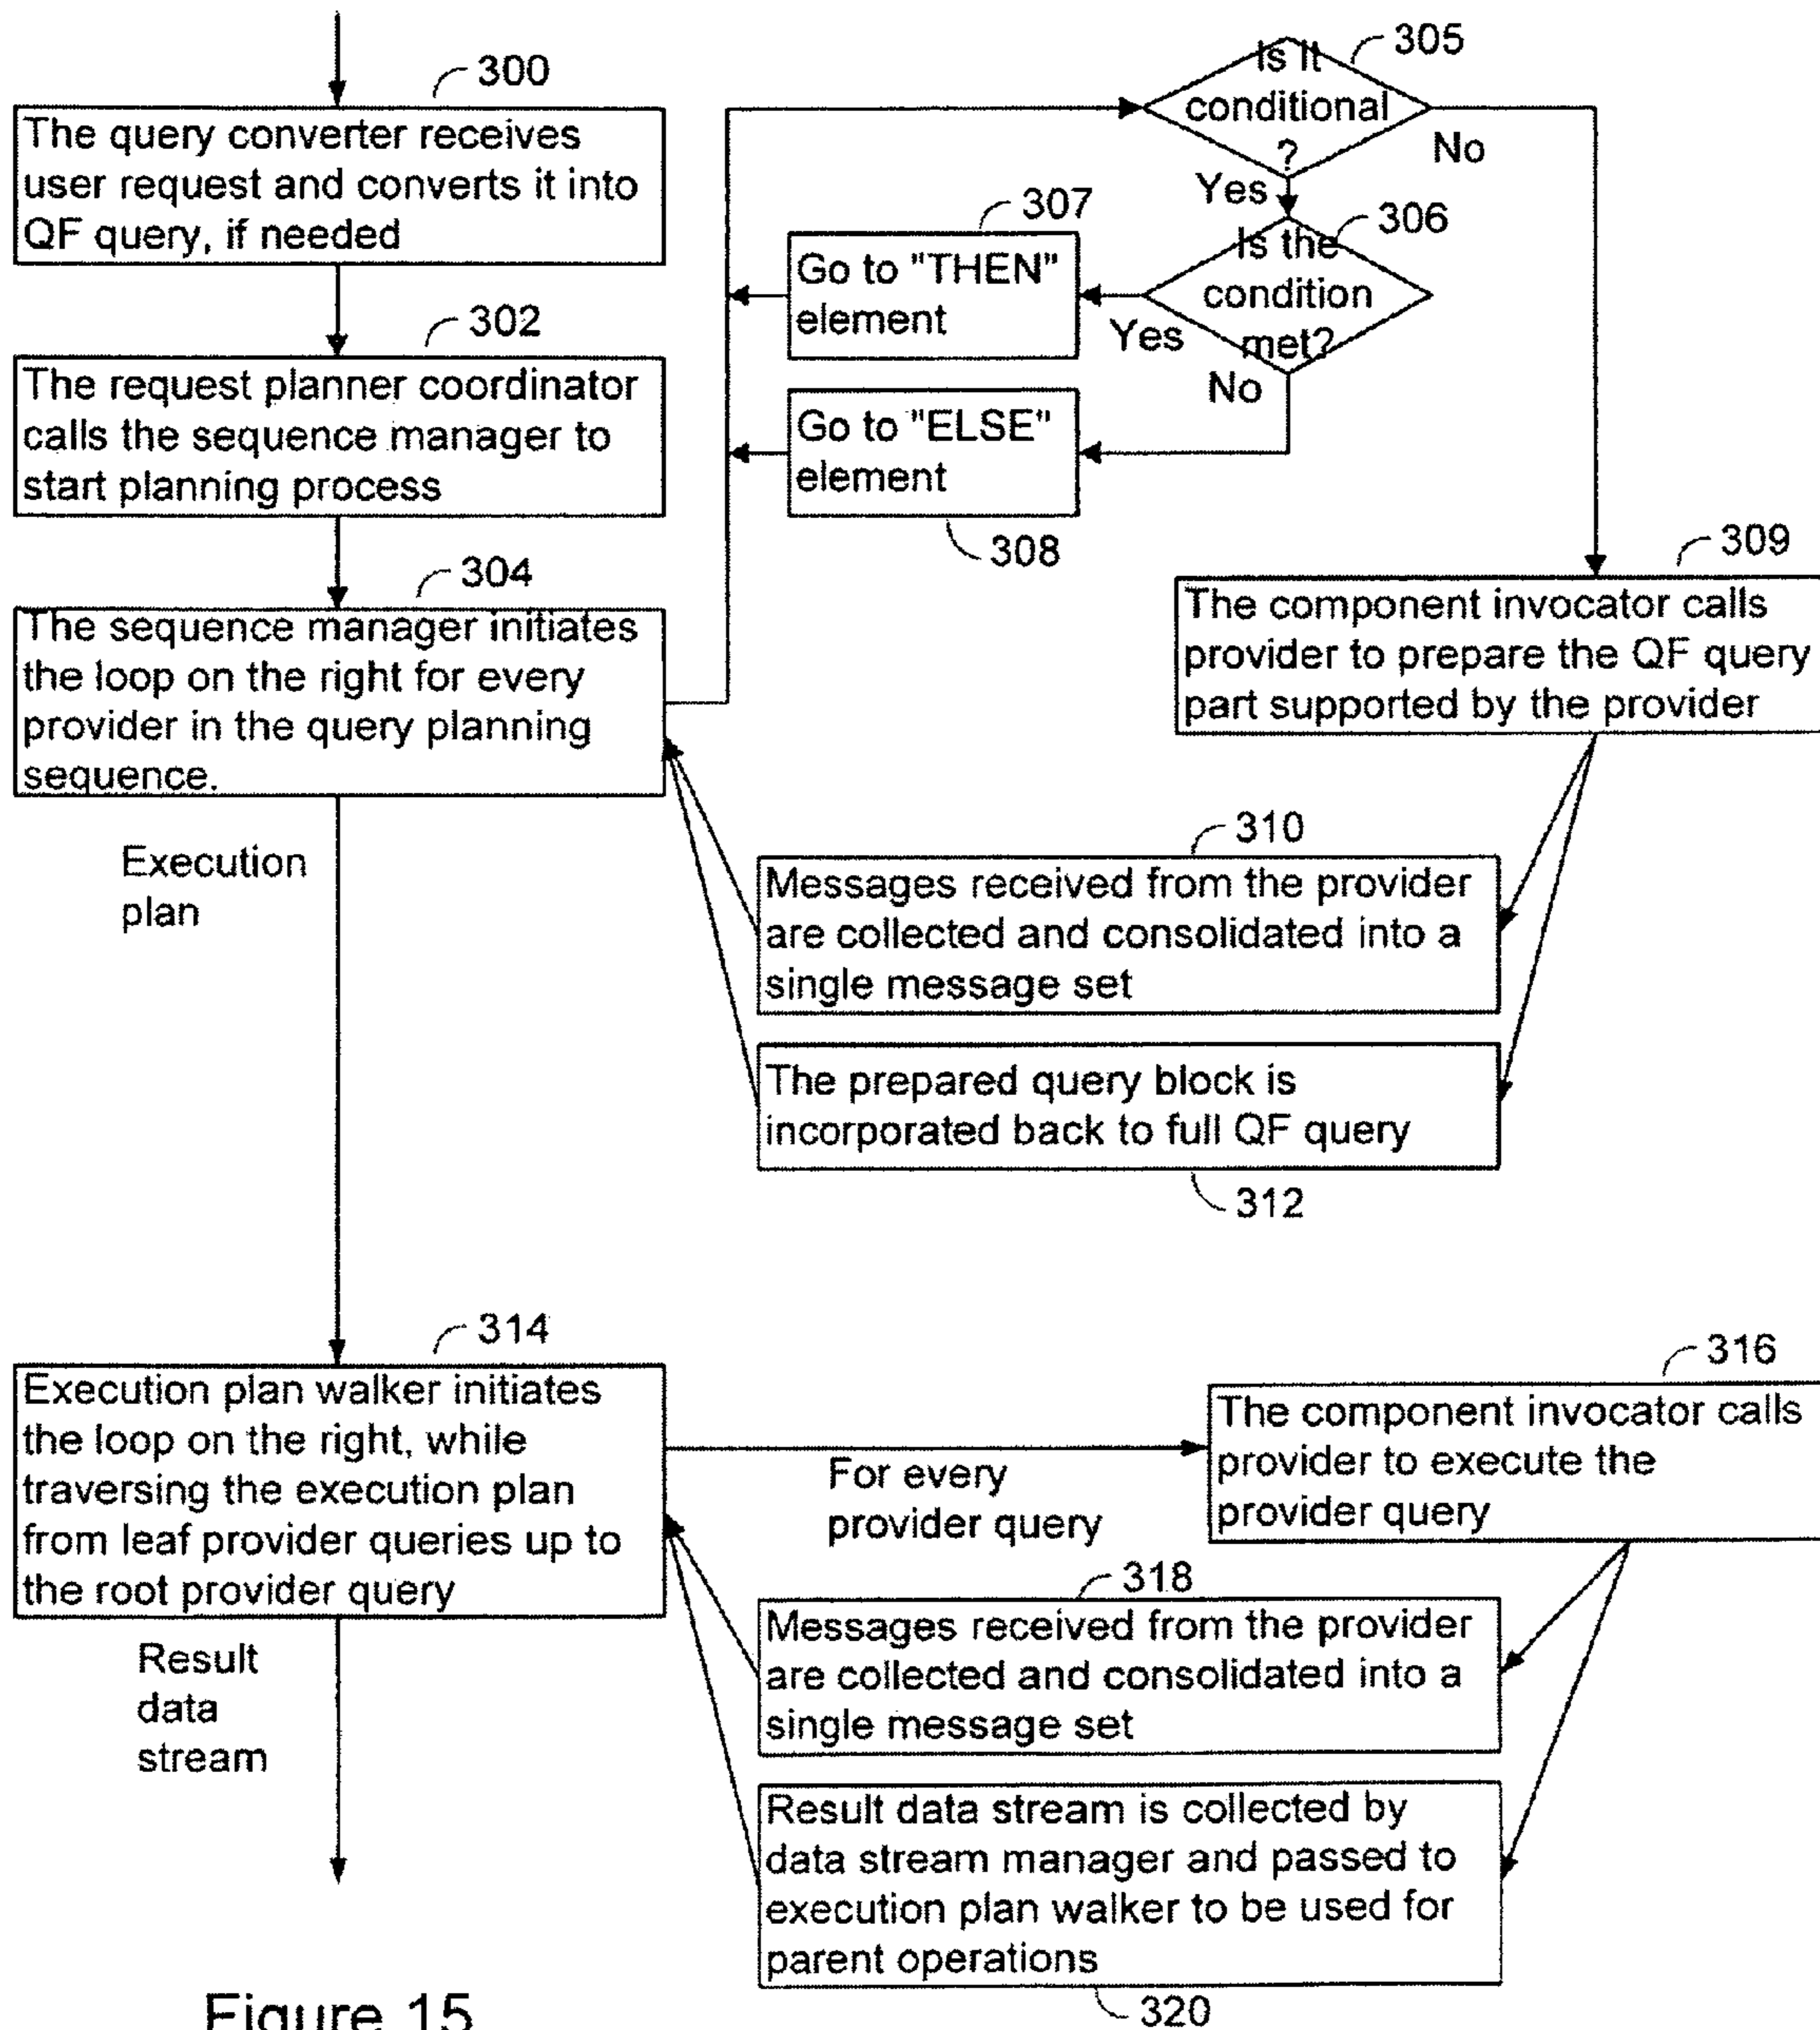 300
The query converter receives
user request and converts it into
QF query, if needed
302
The request planner coordinator
calls the sequence manager to
start planning process
304
The sequence manager initiates
the loop on the right for every
provider in the query planning
sequence.
305
Is it
conditional
?
No
Yes
306
Is the
condition
met?
Yes
No
307
Go to "THEN"
element
Go to "ELSE"
element
308
309
The component invocator calls
provider to prepare the QF query
part supported by the provider
310
Messages received from the provider
are collected and consolidated into a
single message set
The prepared query block is
incorporated back to full QF query
312
Execution
plan
314
Execution plan walker initiates
the loop on the right, while
traversing the execution plan
from leaf provider queries up to
the root provider query
For every
provider query
316
The component invocator calls
provider to execute the
provider query
318
Messages received from the provider
are collected and consolidated into a
single message set
Result data stream is collected by
data stream manager and passed to
execution plan walker to be used for
parent operations
320
Result
data
stream
Figure 15